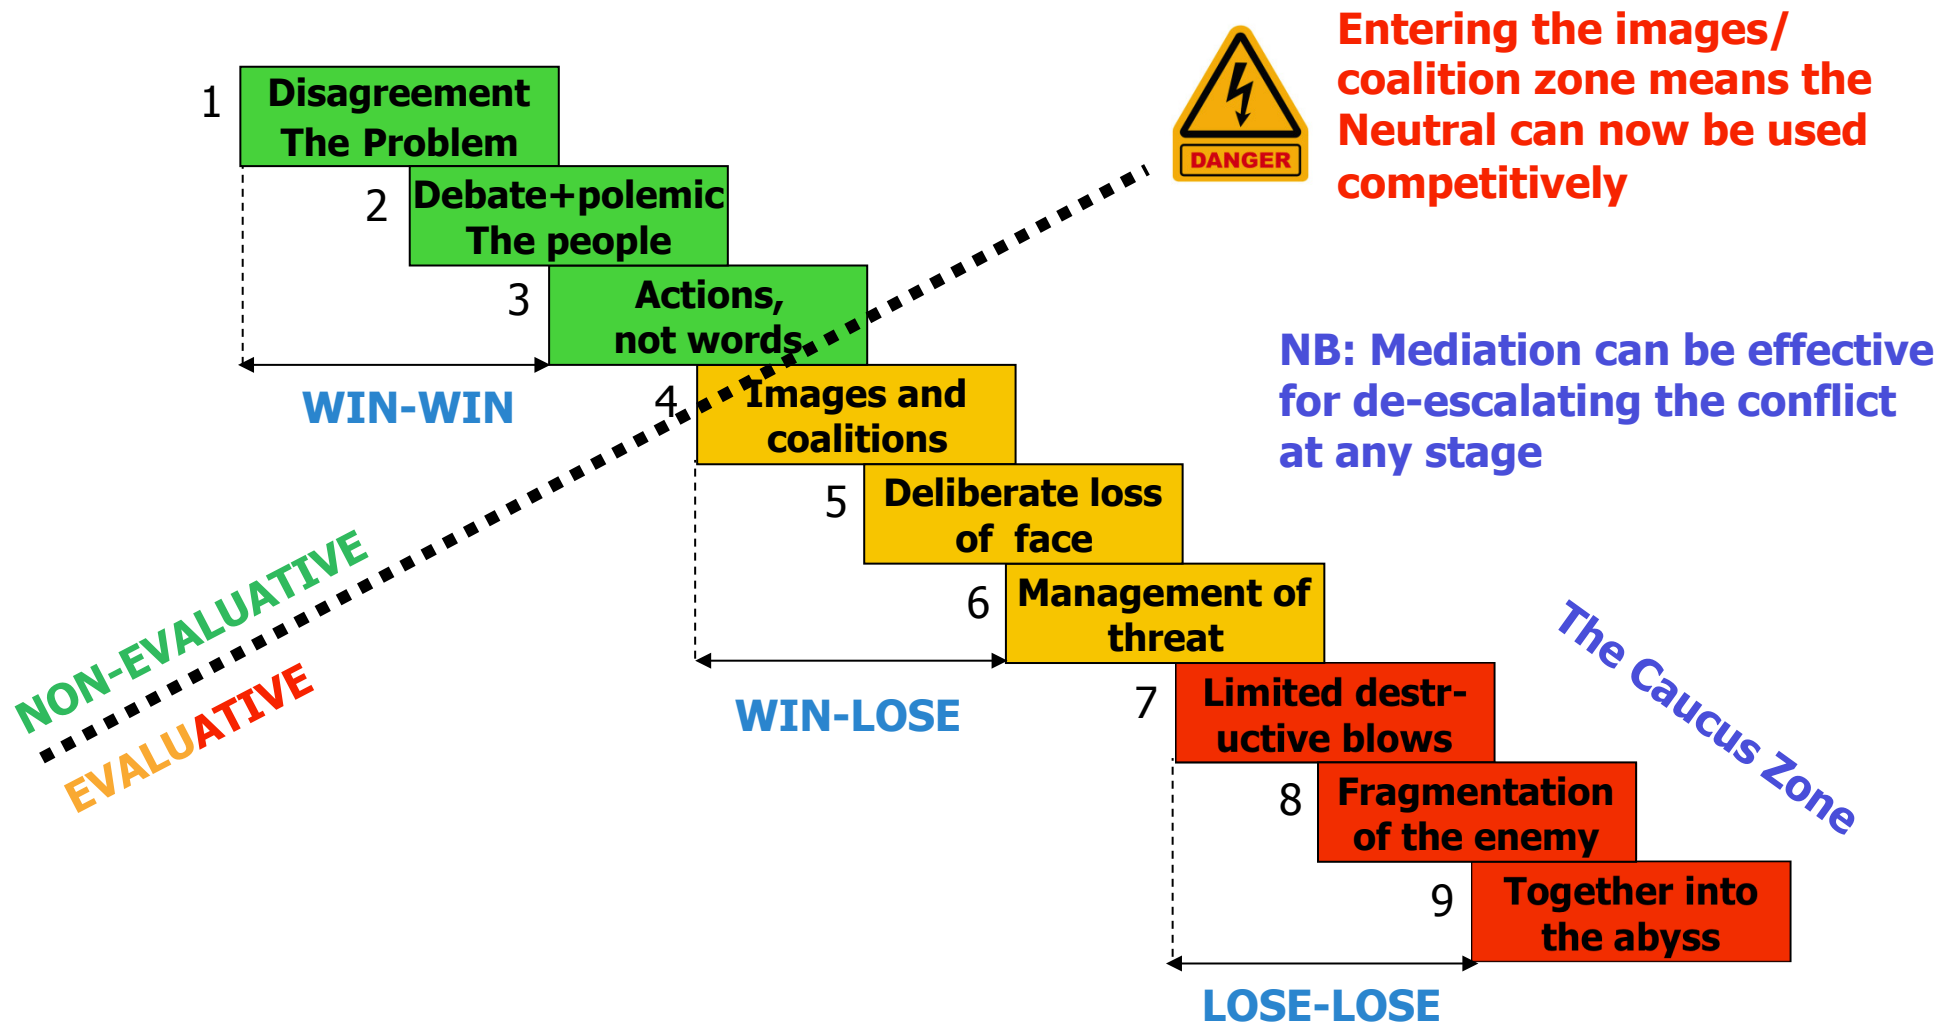 Entering the images/
coalition zone means the
Neutral can now be used
competitively
DANGER
1
Disagreement
The Problem
2
Debate+polemic
The people
3
Actions,
not words
WIN-WIN
NB: Mediation can be effective
for de-escalating the conflict
at any stage
4
Images and
coalitions
5
Deliberate loss
of face
6
Management of
threat
WIN-LOSE
NON-EVALUATIVE
EVALUATIVE
The Caucus Zone
7
Limited destr-
uctive blows
8
Fragmentation
of the enemy
9
Together into
the abyss
LOSE-LOSE